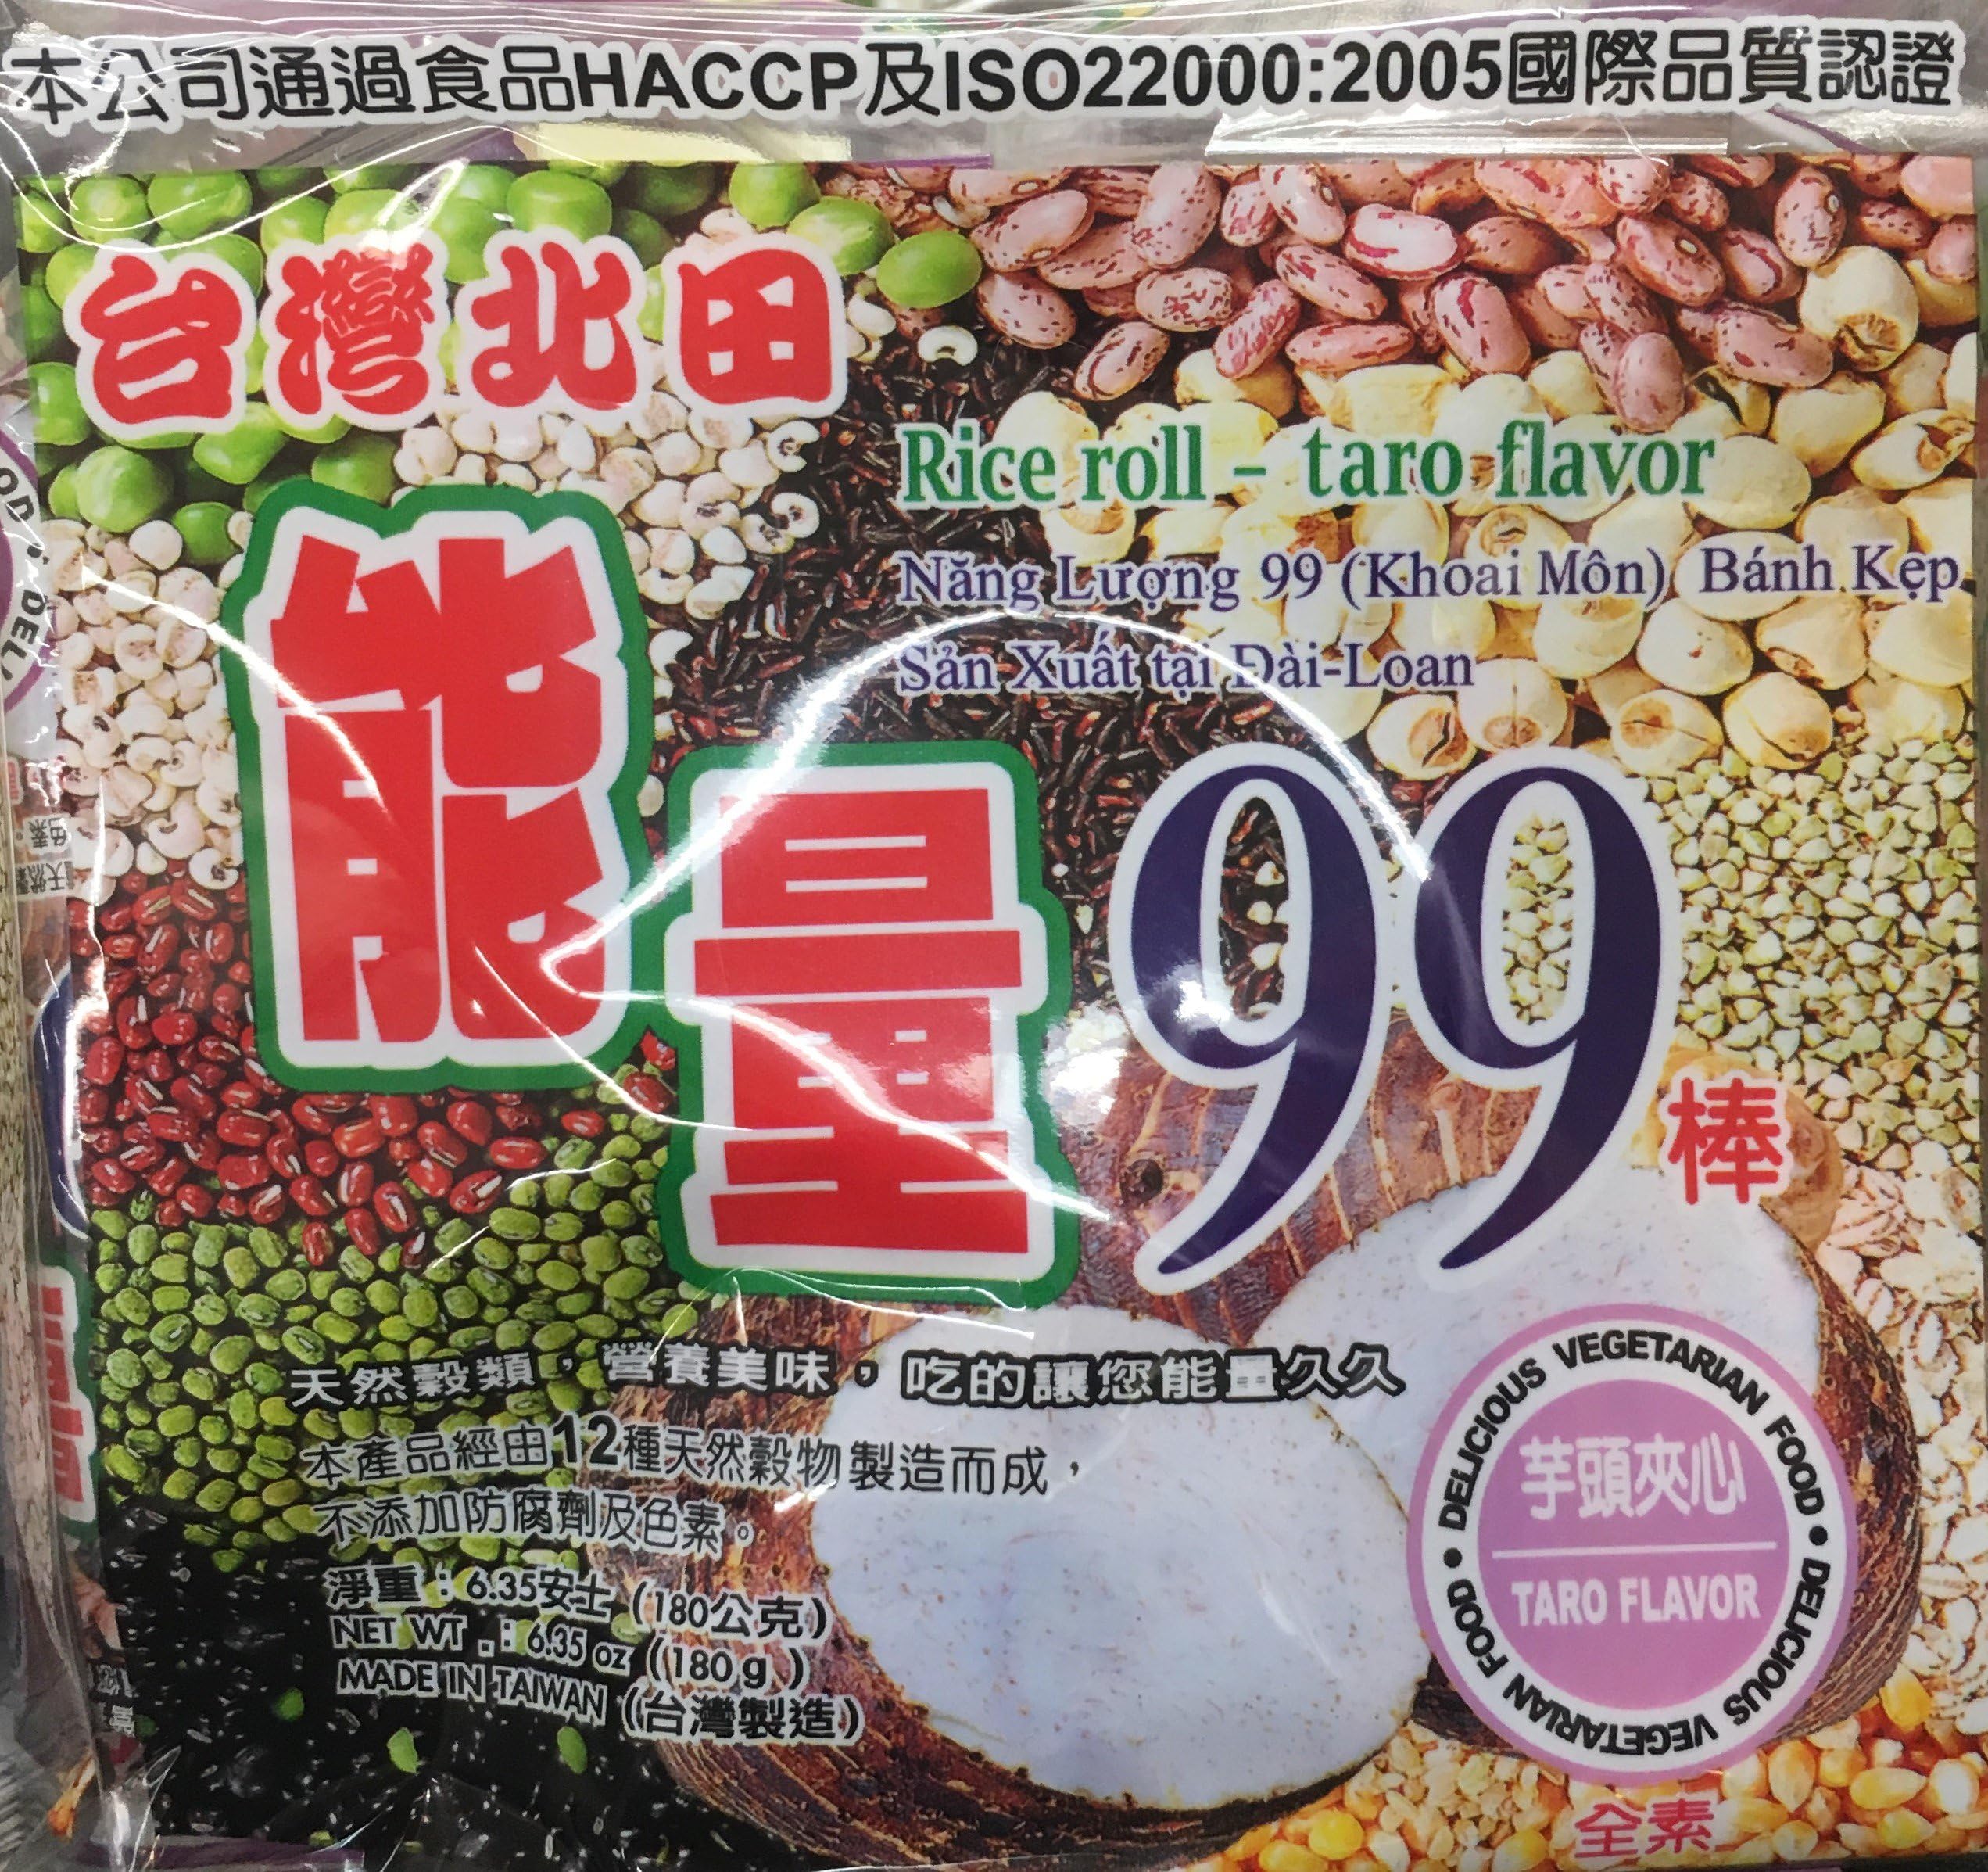 本公司通過食品HACCP及ISO22000:2005國際品質認證
台灣北田
Rice roll - taro flavor
Năng Lượng 99 (Khoai Môn) Bánh Kẹp
Sản Xuất tại Đài-Loan
能量99棒
天然穀類，營養美味，吃的讓您能量久久
本產品經由12種天然穀物製造而成，
不添加防腐劑及色素。
淨重：6.35安士（180公克）
NET WT.：6.35 oz（180 g）
MADE IN TAIWAN（台灣製造）
• DELICIOUS VEGETARIAN FOOD • DELICIOUS VEGETARIAN FOOD
芋頭夾心
TARO FLAVOR
全素